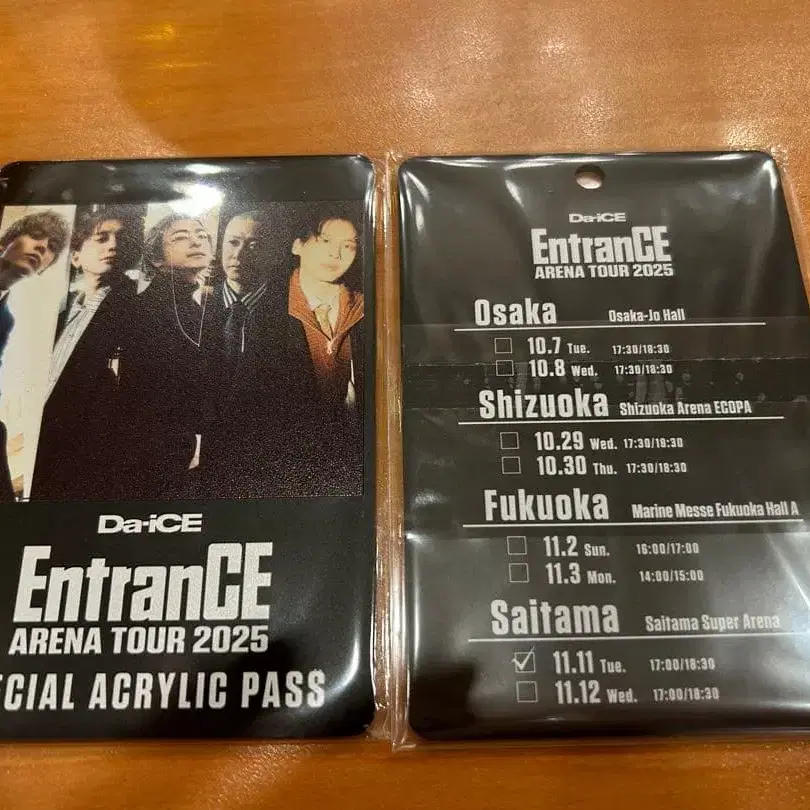 Da-iCE
EntranCE
ARENA TOUR 2025
ECIAL ACRYLIC PASS
Da-iCE
EntranCE
ARENA TOUR 2025
Osaka Osaka-Jo Hall
10.7 Tue. 17:30/18:30
10.8 Wed. 17:30/18:30
Shizuoka Shizuoka Arena ECOPA
10.29 Wed. 17:30/18:30
10.30 Thu. 17:30/18:30
Fukuoka Marine Messe Fukuoka Hall A
11.2 Sun. 16:00/17:00
11.3 Mon. 14:00/15:00
Saitama Saitama Super Arena
11.11 Tue. 17:00/18:30
11.12 Wed. 17:00/18:30